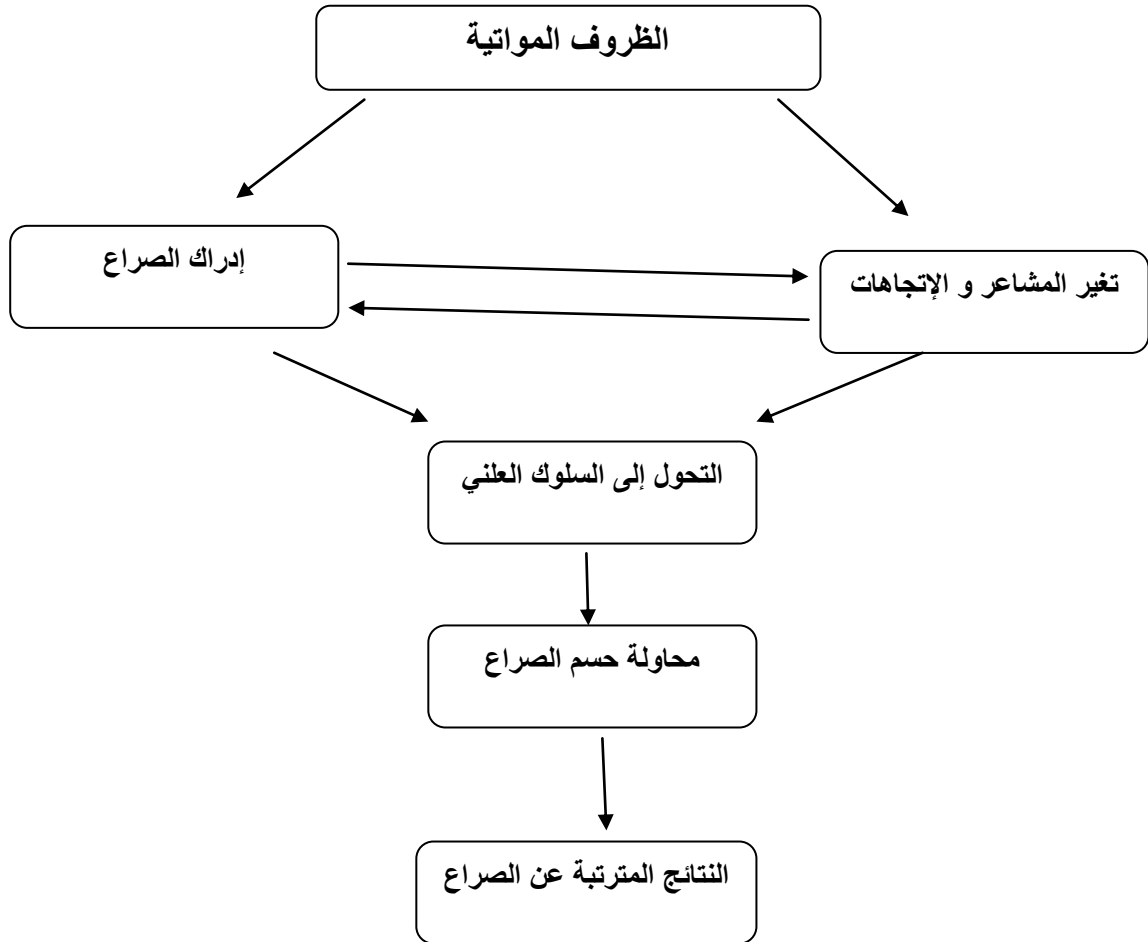 الظروف المواتية
تغير المشاعر و الإتجاهات
إدراك الصراع
التحول إلى السلوك العلني
محاولة حسم الصراع
النتائج المترتبة عن الصراع